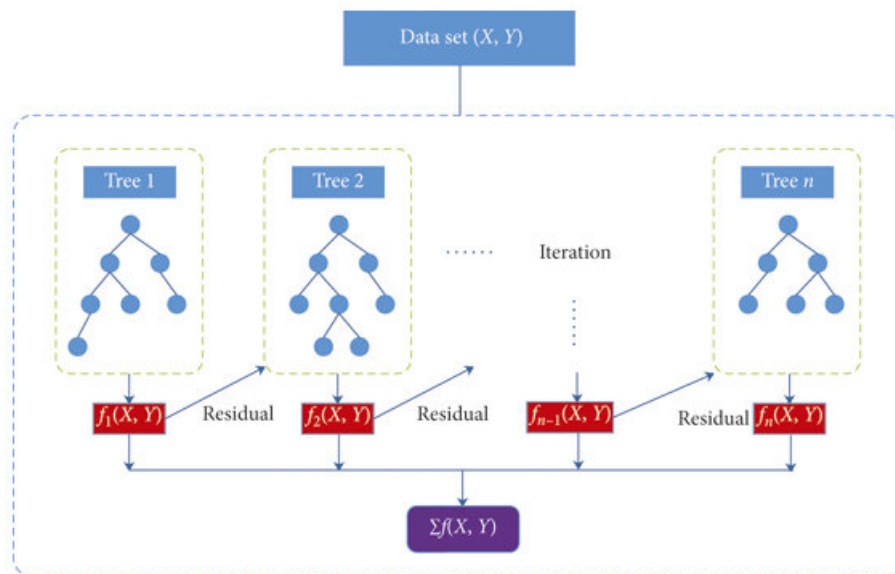 Data set (X, Y)
Tree 1
Tree 2
Tree n
Iteration
f₁(X, Y)
Residual
f₂(X, Y)
Residual
fₙ₋₁(X, Y)
Residual
fₙ(X, Y)
Σf(X, Y)